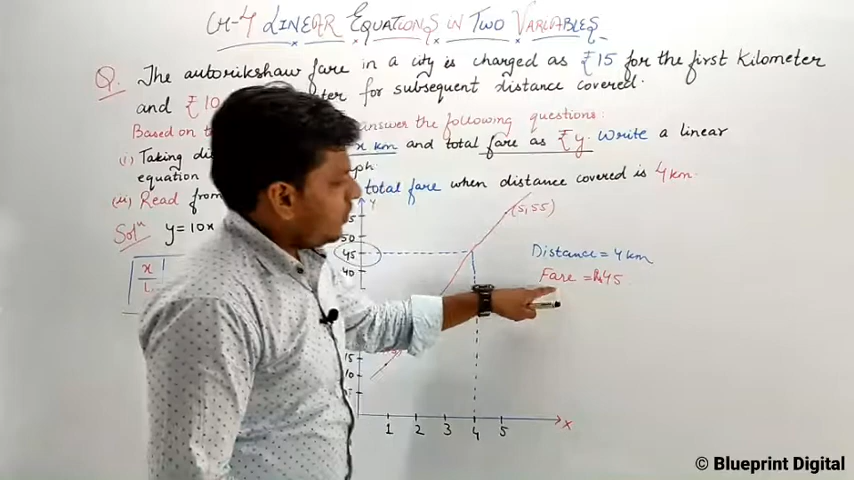 CH-4 LINEAR EQUATIONS IN TWO VARIABLES
Q. The autorikshaw fare in a city is charged as ₹15 for the first Kilometer
and ₹10 for subsequent distance covered.
Based on answer the following questions:
(i) Taking x km and total fare as ₹y. Write a linear
equation
(ii) Read from total fare when distance covered is 4 km.
Solⁿ y=10x
x
1
Y
50
45
40
15
10
(5,55)
1 2 3 4 5 X
Distance = 4 km
Fare = Rs 45
© Blueprint Digital